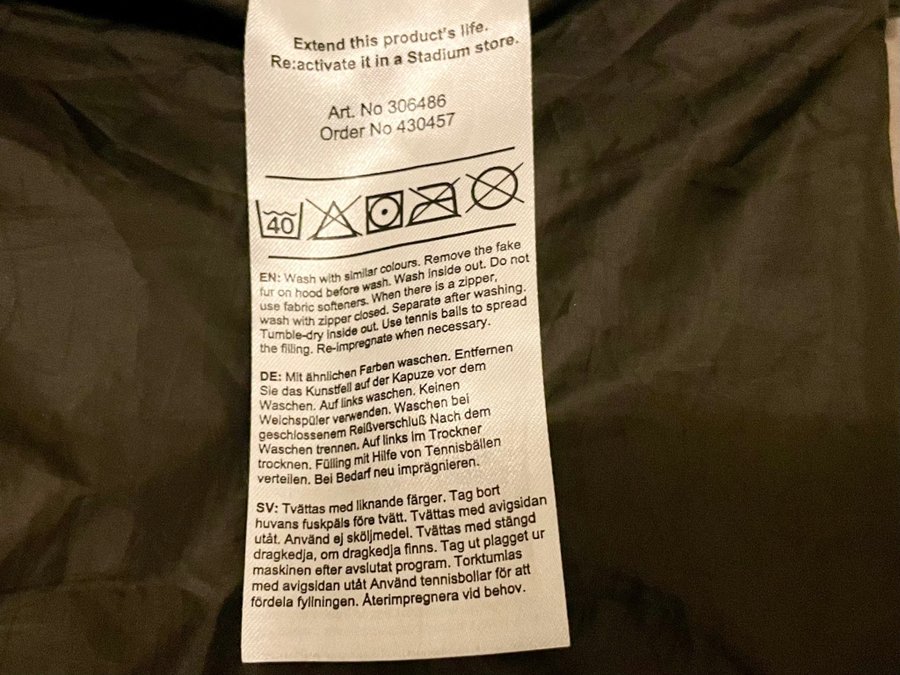 Extend this product's life.
Re:activate it in a Stadium store.
Art. No 306486
Order No 430457
40
EN: Wash with similar colours. Remove the fake
fur on hood before wash. Wash inside out. Do not
use fabric softeners. When there is a zipper,
wash with zipper closed. Separate after washing.
Tumble-dry inside out. Use tennis balls to spread
the filling. Re-impregnate when necessary.
DE: Mit ähnlichen Farben waschen. Entfernen
Sie das Kunstfell auf der Kapuze vor dem
Waschen. Auf links waschen. Keinen
Weichspüler verwenden. Waschen bei
geschlossenem Reißverschluß Nach dem
Waschen trennen. Auf links im Trockner
trocknen. Fülling mit Hilfe von Tennisbällen
verteilen. Bei Bedarf neu imprägnieren.
SV: Tvättas med liknande färger. Tag bort
huvans fuskpäls före tvätt. Tvättas med avigsidan
utåt. Använd ej sköljmedel. Tvättas med stängd
dragkedja, om dragkedja finns. Tag ut plagget ur
maskinen efter avslutat program. Torktumlas
med avigsidan utåt Använd tennisbollar för att
fördela fyllningen. Återimpregnera vid behov.